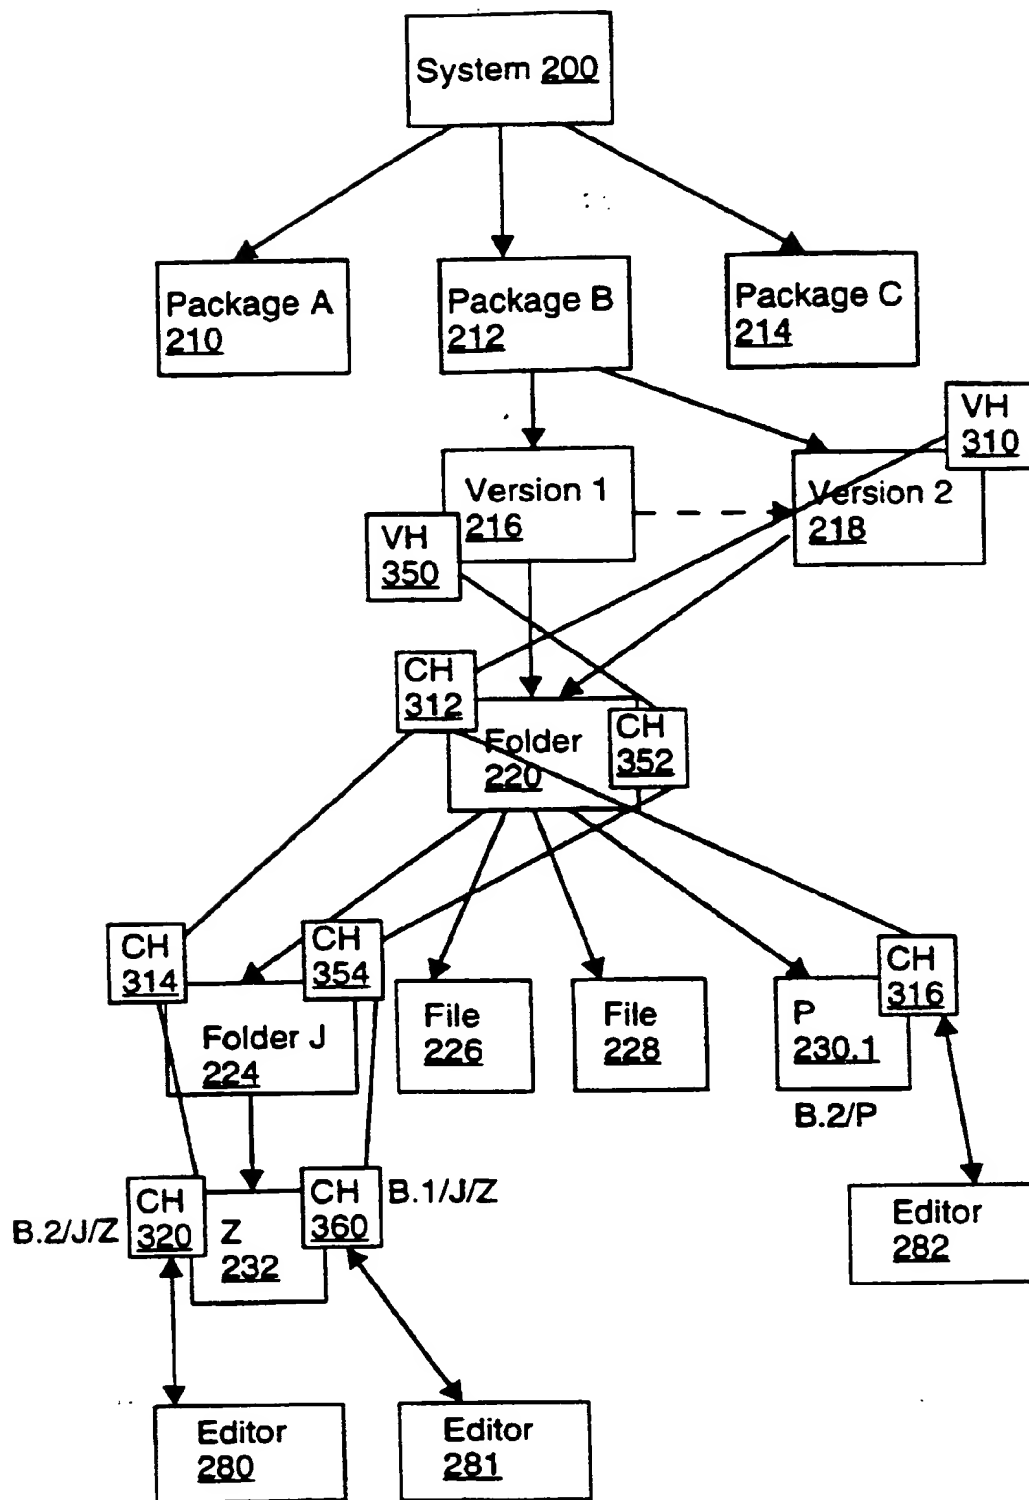 System 200
Package A
210
Package B
212
Package C
214
VH
310
Version 1
216
Version 2
218
VH
350
CH
312
Folder
220
CH
352
CH
314
CH
354
CH
316
Folder J
224
File
226
File
228
P
230.1
B.2/P
CH
320
B.2/J/Z
Z
232
CH
360
B.1/J/Z
Editor
282
Editor
280
Editor
281